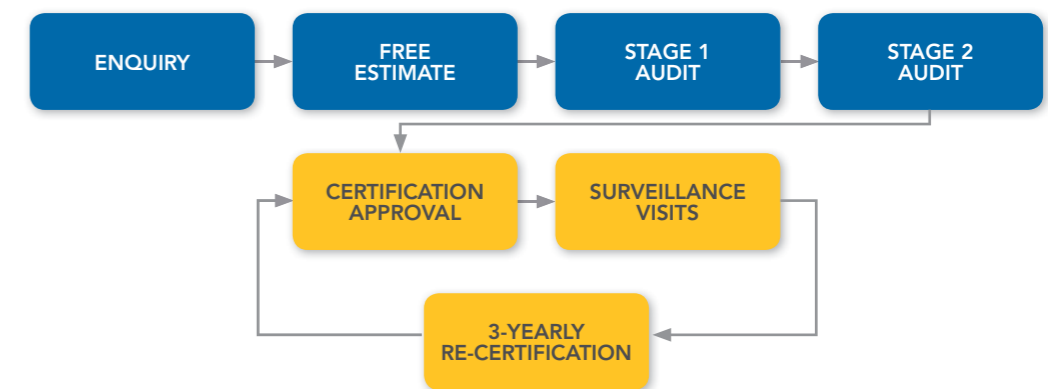 ENQUIRY
FREE
ESTIMATE
STAGE 1
AUDIT
STAGE 2
AUDIT
CERTIFICATION
APPROVAL
SURVEILLANCE
VISITS
3-YEARLY
RE-CERTIFICATION